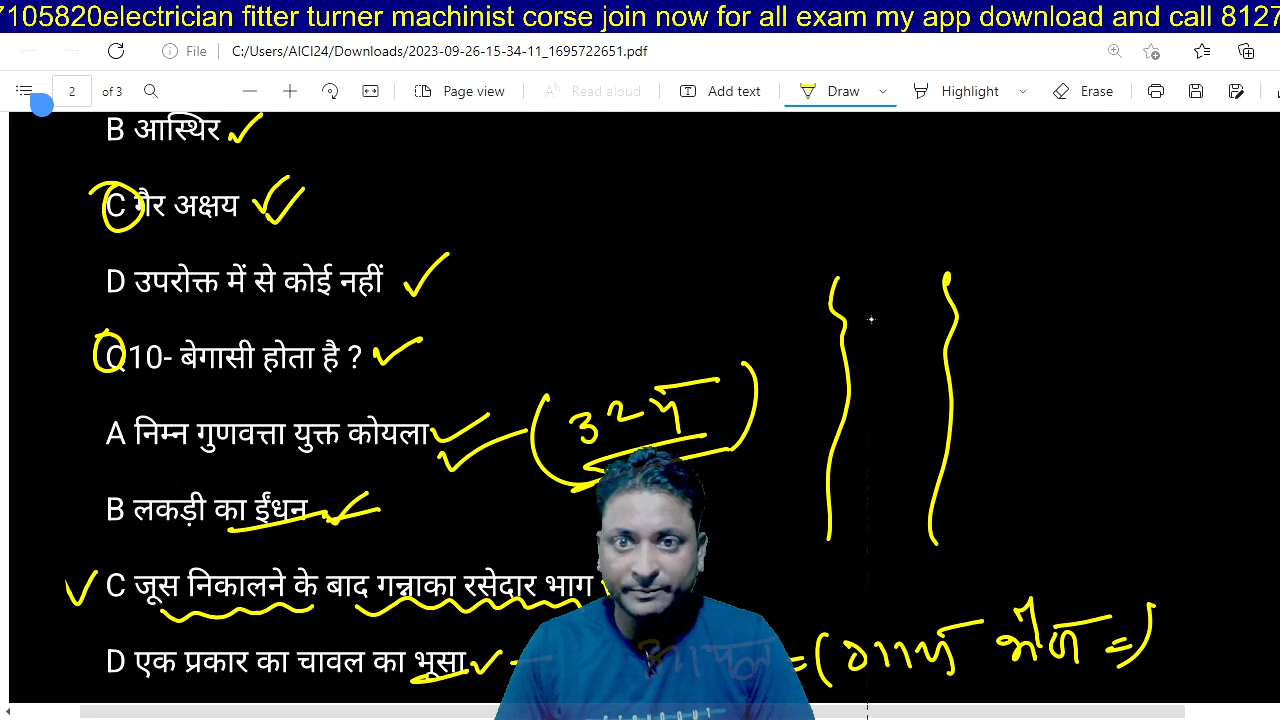 7105820electrician fitter turner machinist corse join now for all exam my app download and call 8127
File C:/Users/AICI24/Downloads/2023-09-26-15-34-11_1695722651.pdf
2 of 3 Page view Read aloud Add text Draw Highlight Erase
B आस्थिर
C गैर अक्षय
D उपरोक्त में से कोई नहीं
Q10- बेगासी होता है ?
A निम्न गुणवत्ता युक्त कोयला
B लकड़ी का ईंधन
C जूस निकालने के बाद गन्नाका रसेदार भाग
D एक प्रकार का चावल का भूसा